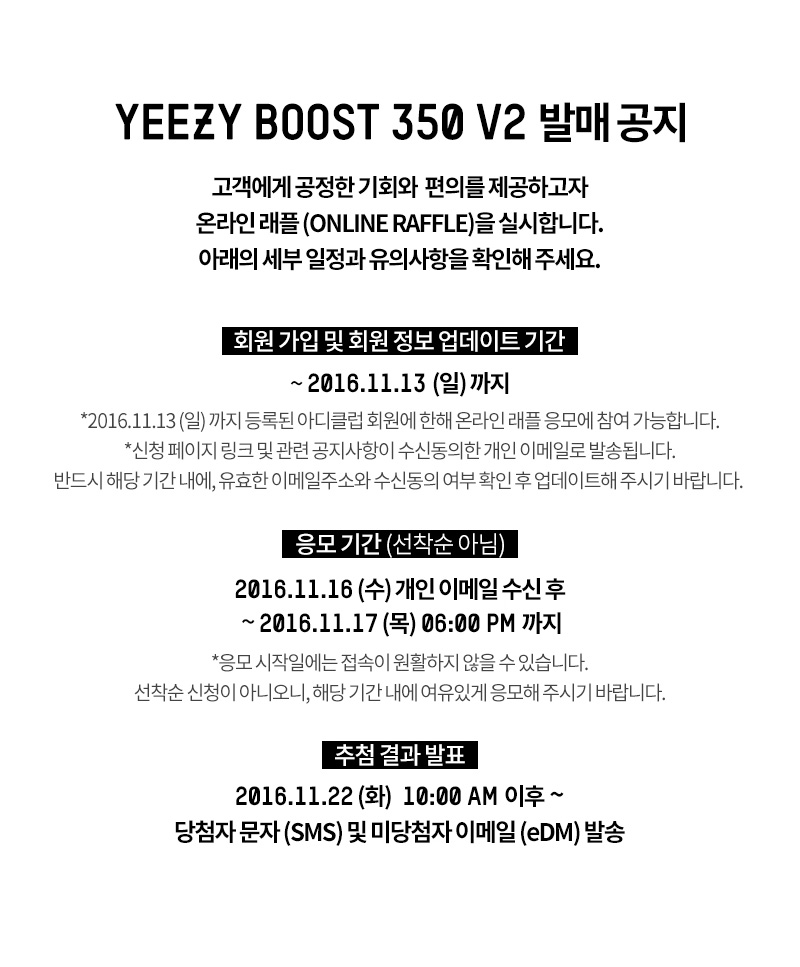 YEEZY BOOST 350 V2 발매 공지
고객에게 공정한 기회와 편의를 제공하고자
온라인 래플 (ONLINE RAFFLE)을 실시합니다.
아래의 세부 일정과 유의사항을 확인해 주세요.
회원 가입 및 회원 정보 업데이트 기간
~ 2016.11.13 (일) 까지
*2016.11.13 (일) 까지 등록된 아디클럽 회원에 한해 온라인 래플 응모에 참여 가능합니다.
*신청 페이지 링크 및 관련 공지사항이 수신동의한 개인 이메일로 발송됩니다.
반드시 해당 기간 내에, 유효한 이메일주소와 수신동의 여부 확인 후 업데이트해 주시기 바랍니다.
응모 기간 (선착순 아님)
2016.11.16 (수) 개인 이메일 수신 후
~ 2016.11.17 (목) 06:00 PM 까지
*응모 시작일에는 접속이 원활하지 않을 수 있습니다.
선착순 신청이 아니오니, 해당 기간 내에 여유있게 응모해 주시기 바랍니다.
추첨 결과 발표
2016.11.22 (화) 10:00 AM 이후 ~
당첨자 문자 (SMS) 및 미당첨자 이메일 (eDM) 발송